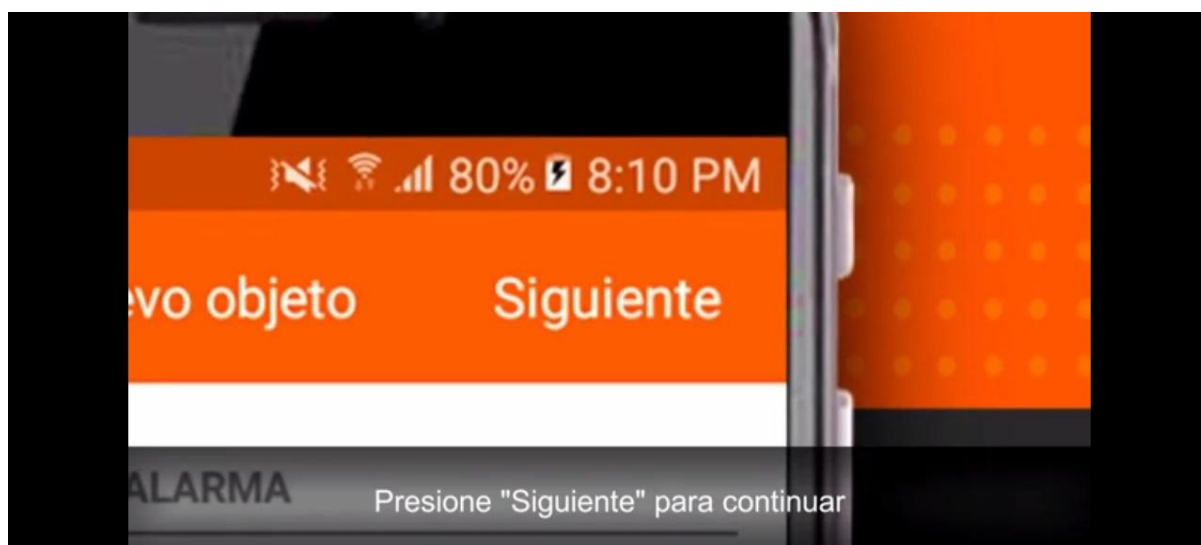 80% 8:10 PM
evo objeto Siguiente
ALARMA
Presione "Siguiente" para continuar